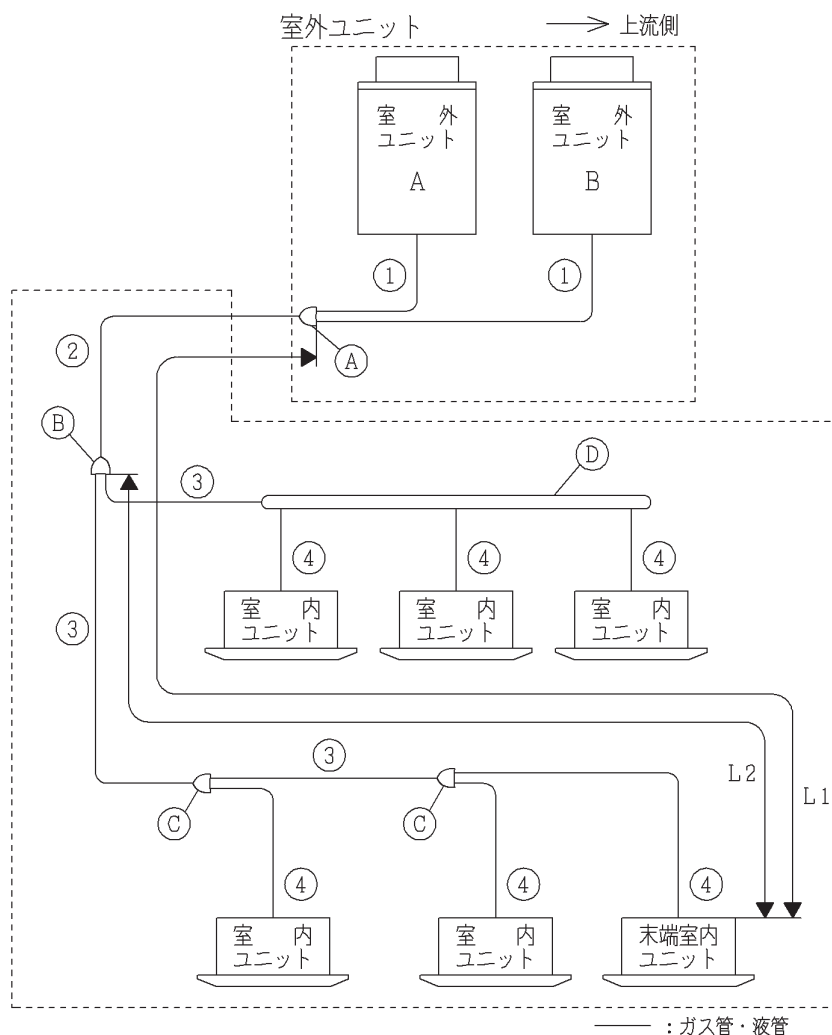 室外ユニット
上流側
室　外
ユニット
A
室　外
ユニット
B
①
①
②
Ⓐ
Ⓑ
③
Ⓓ
④
④
④
室　内
ユニット
室　内
ユニット
室　内
ユニット
③
③
L2
L1
Ⓒ
Ⓒ
④
④
④
室　内
ユニット
室　内
ユニット
末端室内
ユニット
：ガス管・液管